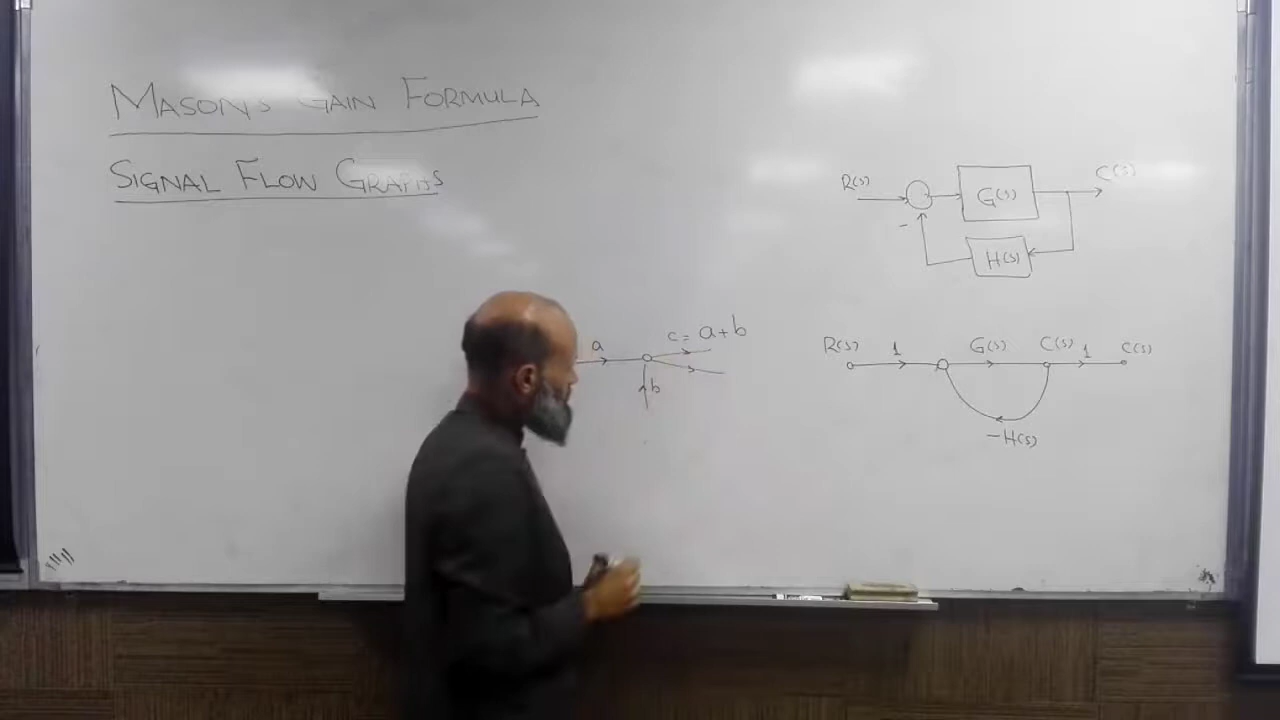 MASON'S GAIN FORMULA
SIGNAL FLOW GRAPHS
R(s)
G(s)
C(s)
-
H(s)
a
c = a + b
b
R(s) 1 G(s) C(s) 1 C(s)
-H(s)